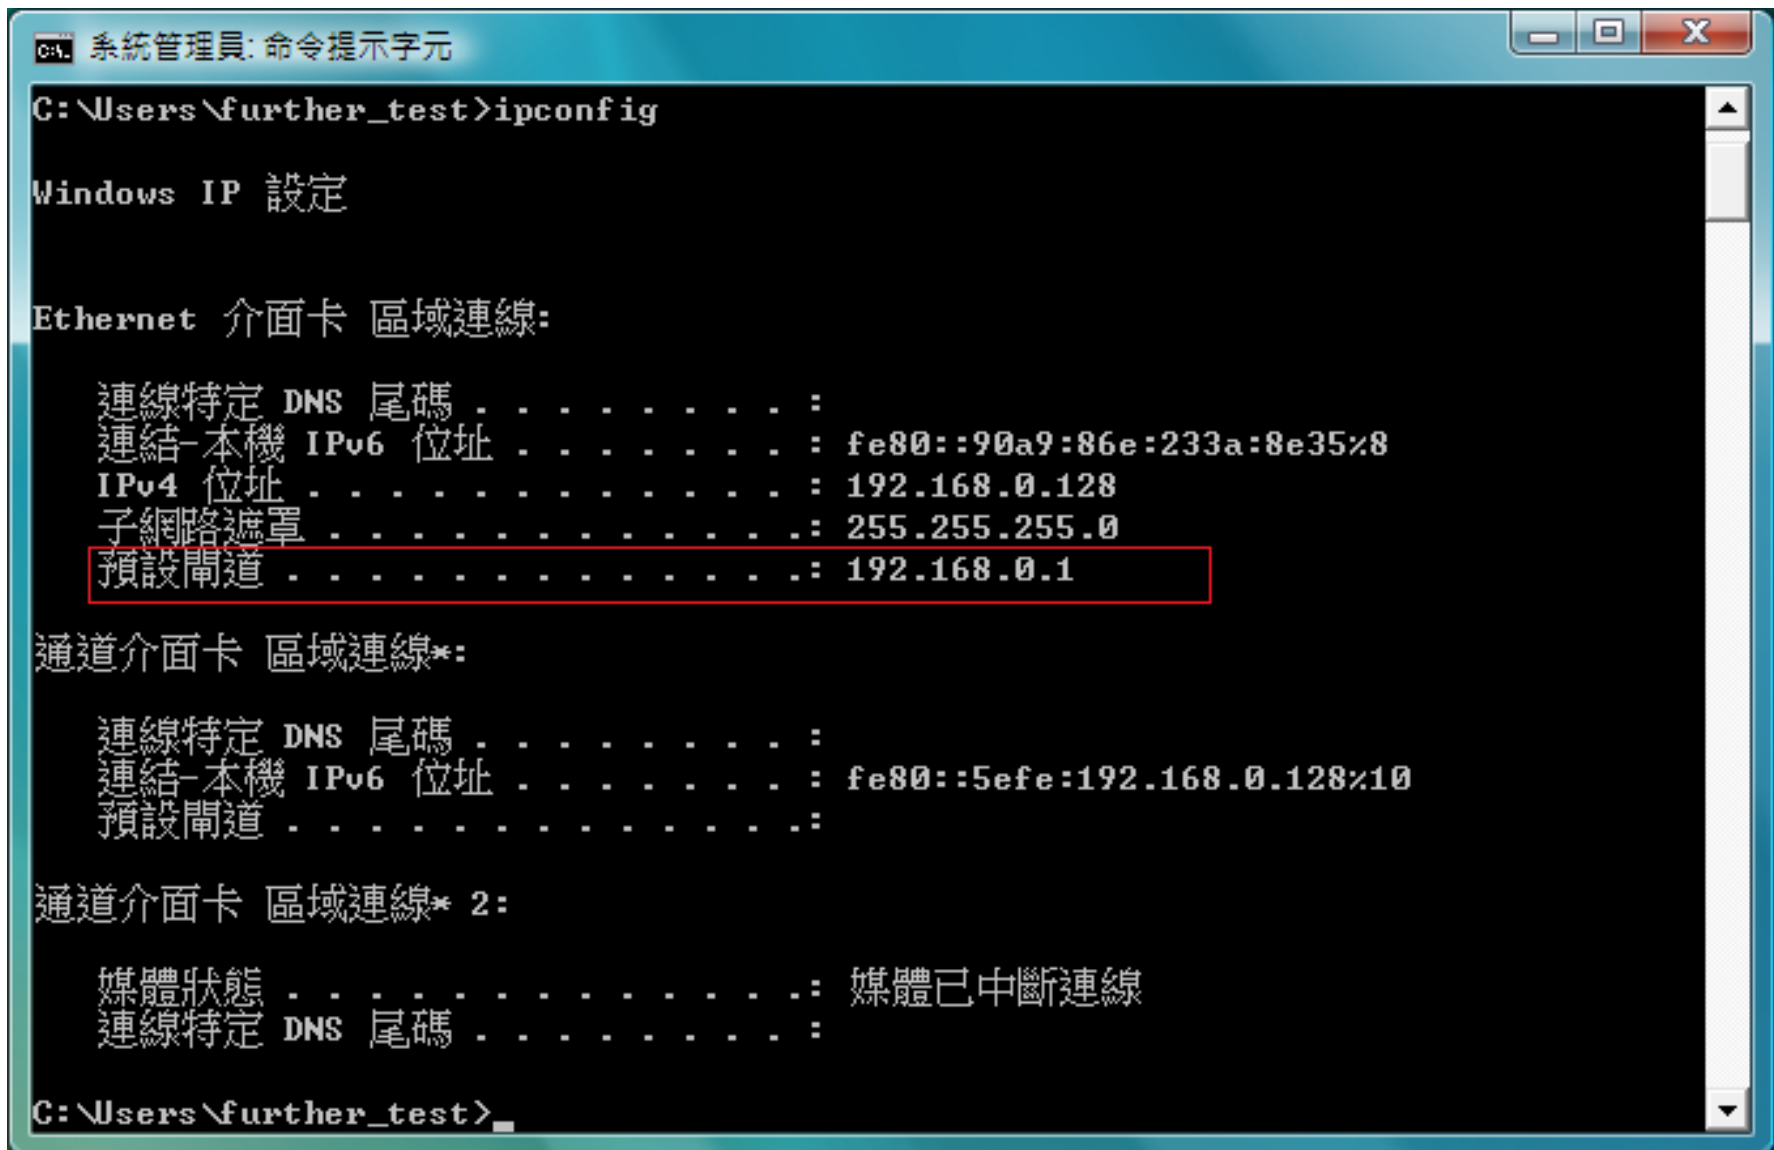 系統管理員: 命令提示字元
C:\Users\further_test>ipconfig
Windows IP 設定
Ethernet 介面卡 區域連線:
連線特定 DNS 尾碼 . . . . . . . . :
連結-本機 IPv6 位址 . . . . . . . : fe80::90a9:86e:233a:8e35%8
IPv4 位址 . . . . . . . . . . . . : 192.168.0.128
子網路遮罩 . . . . . . . . . . . .: 255.255.255.0
預設閘道 . . . . . . . . . . . . .: 192.168.0.1
通道介面卡 區域連線*:
連線特定 DNS 尾碼 . . . . . . . . :
連結-本機 IPv6 位址 . . . . . . . : fe80::5efe:192.168.0.128%10
預設閘道 . . . . . . . . . . . . .:
通道介面卡 區域連線* 2:
媒體狀態 . . . . . . . . . . . . .: 媒體已中斷連線
連線特定 DNS 尾碼 . . . . . . . . :
C:\Users\further_test>_